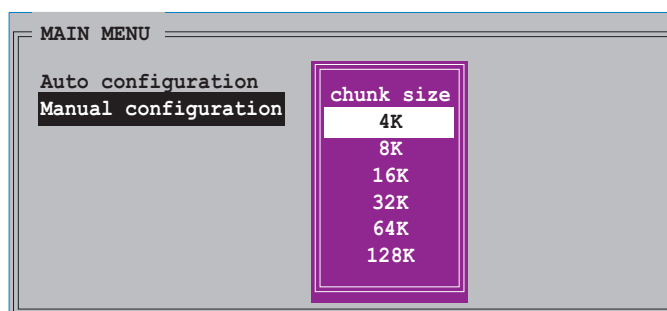 MAIN MENU
Auto configuration
Manual configuration
chunk size
4K
8K
16K
32K
64K
128K